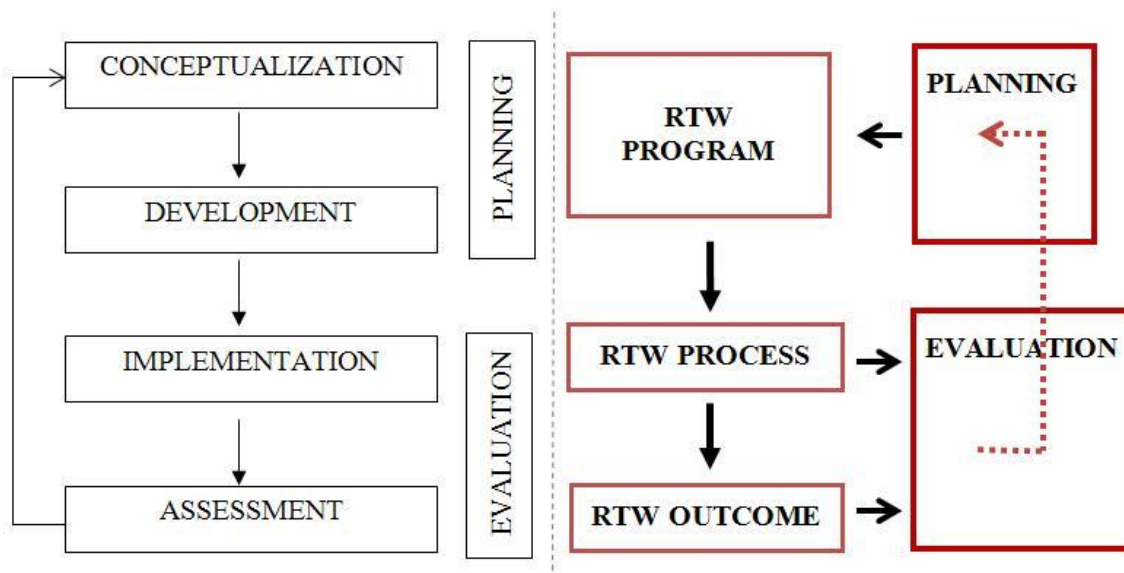 CONCEPTUALIZATION
DEVELOPMENT
IMPLEMENTATION
ASSESSMENT
PLANNING
EVALUATION
RTW
PROGRAM
RTW PROCESS
RTW OUTCOME
PLANNING
EVALUATION